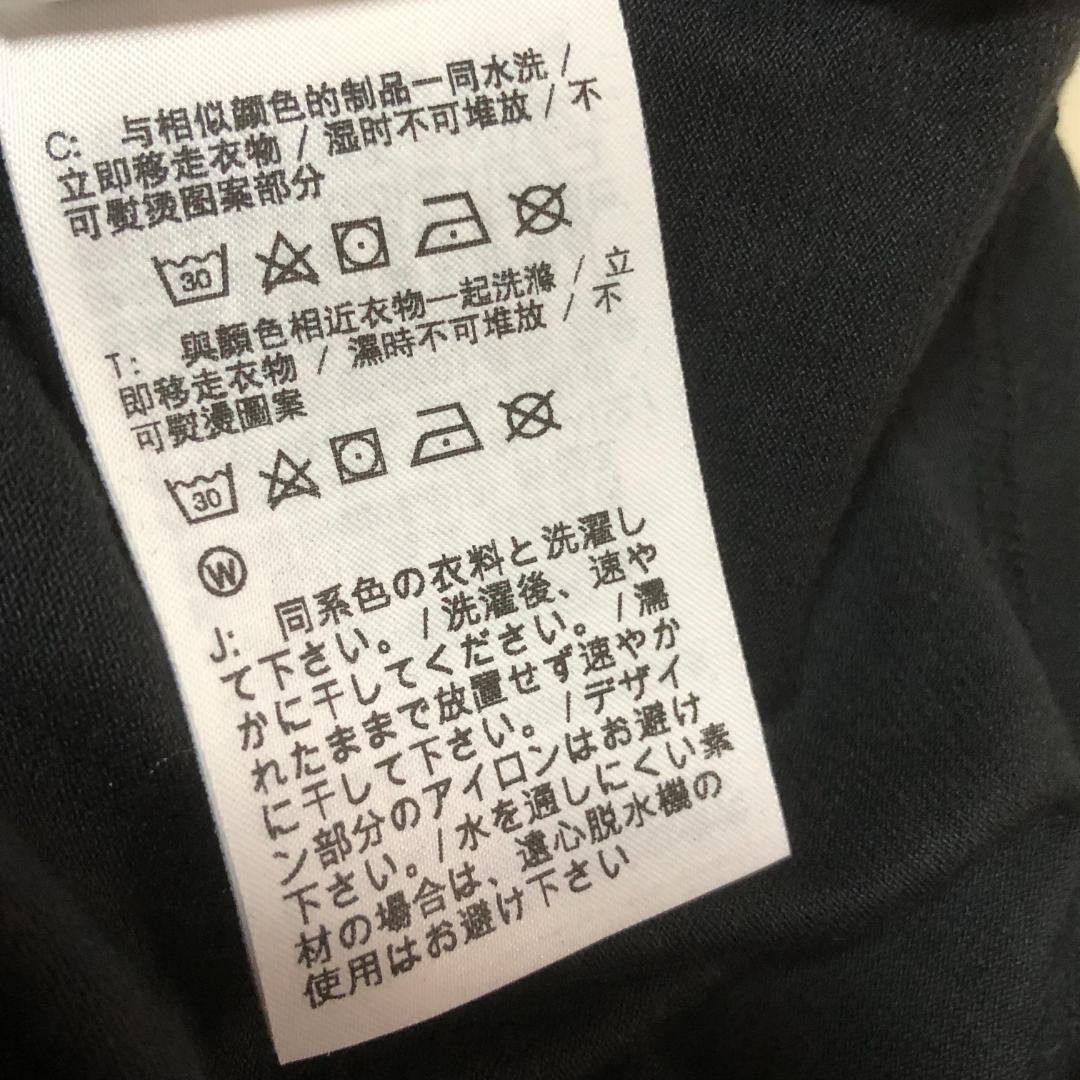 C: 与相似颜色的制品一同水洗 /
立即移走衣物 / 湿时不可堆放 / 不
可熨烫图案部分
30
T: 與顏色相近衣物一起洗滌 / 立
即移走衣物 / 濕時不可堆放 / 不
可熨燙圖案
30
W
J: 同系色の衣料と洗濯し
て下さい。/洗濯後、速や
かに干してください。/濡
れたままで放置せず速やか
に干して下さい。/デザイ
ン部分のアイロンはお避け
下さい。/水を通しにくい素
材の場合は、遠心脱水機の
使用はお避け下さい